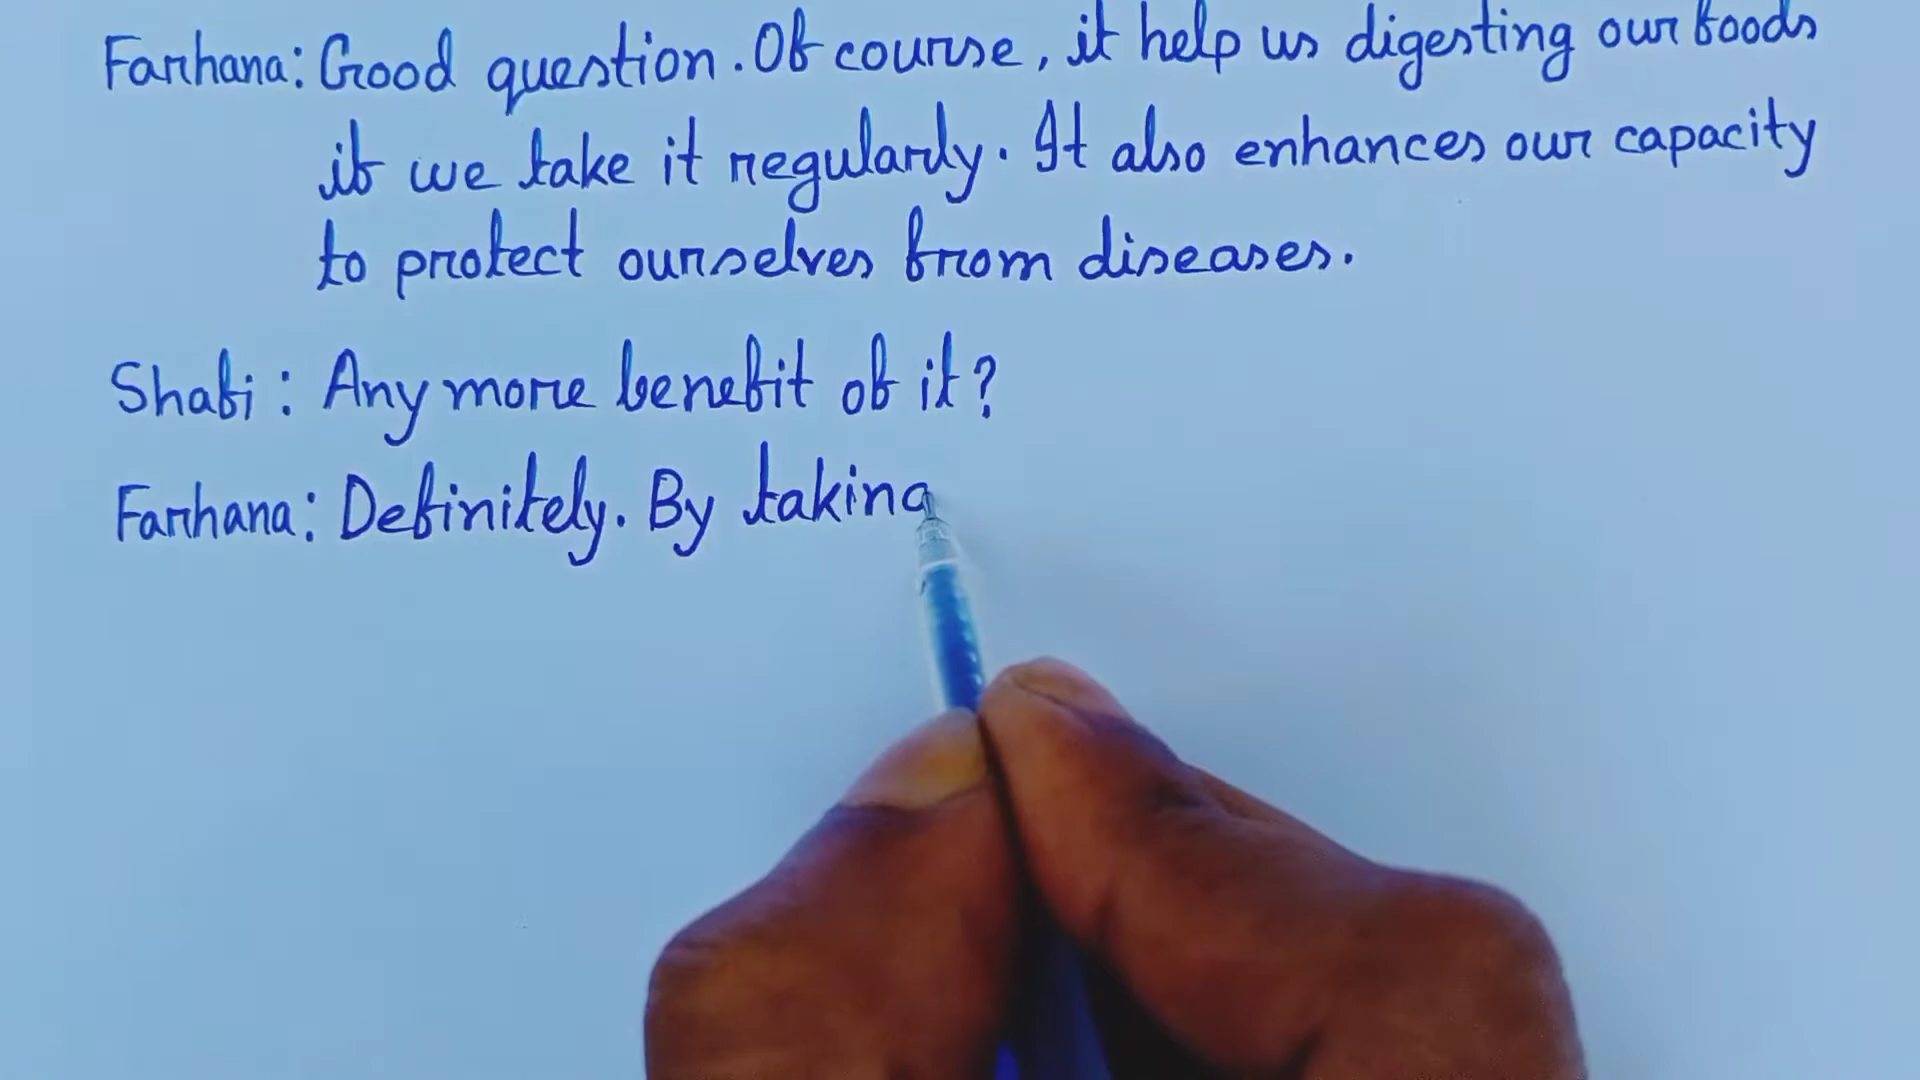 Farhana: Good question. Of course, it help us digesting our foods
if we take it regularly. It also enhances our capacity
to protect ourselves from diseases.
Shafi: Any more benefit of it?
Farhana: Definitely. By taking